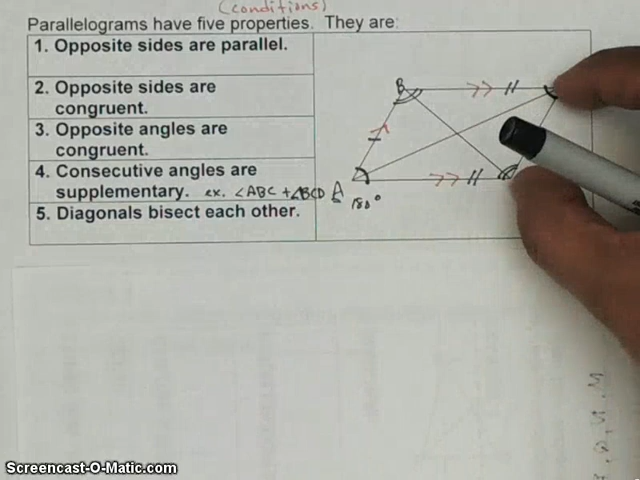 (conditions)
Parallelograms have five properties. They are:
1. Opposite sides are parallel.
2. Opposite sides are
congruent.
3. Opposite angles are
congruent.
4. Consecutive angles are
supplementary. ex. ∠ABC + ∠BCD =
180°
5. Diagonals bisect each other.
B
A
Screencast-O-Matic.com